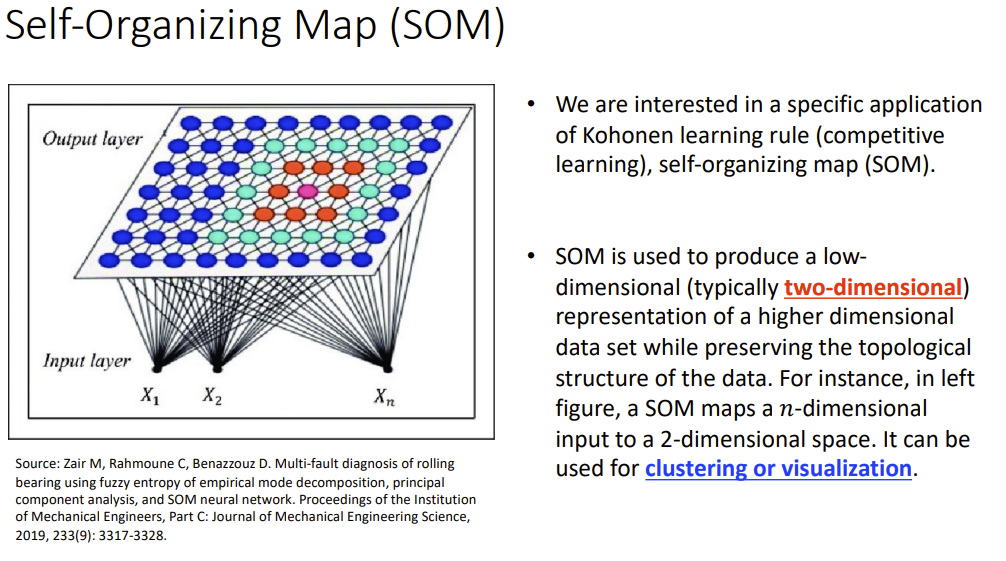 Self-Organizing Map (SOM)
Output layer
Input layer
X₁ X₂ Xₙ
Source: Zair M, Rahmoune C, Benazzouz D. Multi-fault diagnosis of rolling
bearing using fuzzy entropy of empirical mode decomposition, principal
component analysis, and SOM neural network. Proceedings of the Institution
of Mechanical Engineers, Part C: Journal of Mechanical Engineering Science,
2019, 233(9): 3317-3328.
• We are interested in a specific application
of Kohonen learning rule (competitive
learning), self-organizing map (SOM).
• SOM is used to produce a low-
dimensional (typically two-dimensional)
representation of a higher dimensional
data set while preserving the topological
structure of the data. For instance, in left
figure, a SOM maps a 𝑛-dimensional
input to a 2-dimensional space. It can be
used for clustering or visualization.